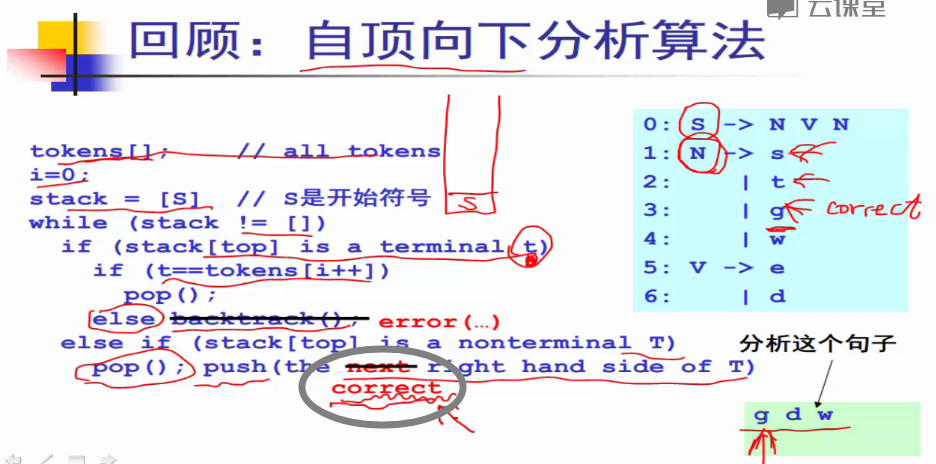 云课堂
回顾：自顶向下分析算法
tokens[]; // all tokens
i=0;
stack = [S] // S是开始符号
while (stack != [])
if (stack[top] is a terminal t)
if (t==tokens[i++])
pop();
else backtrack(); error(…)
else if (stack[top] is a nonterminal T)
pop(); push(the next right hand side of T)
correct
S
0: S -> N V N
1: N -> s
2: | t
3: | g correct
4: | w
5: V -> e
6: | d
分析这个句子
g d w